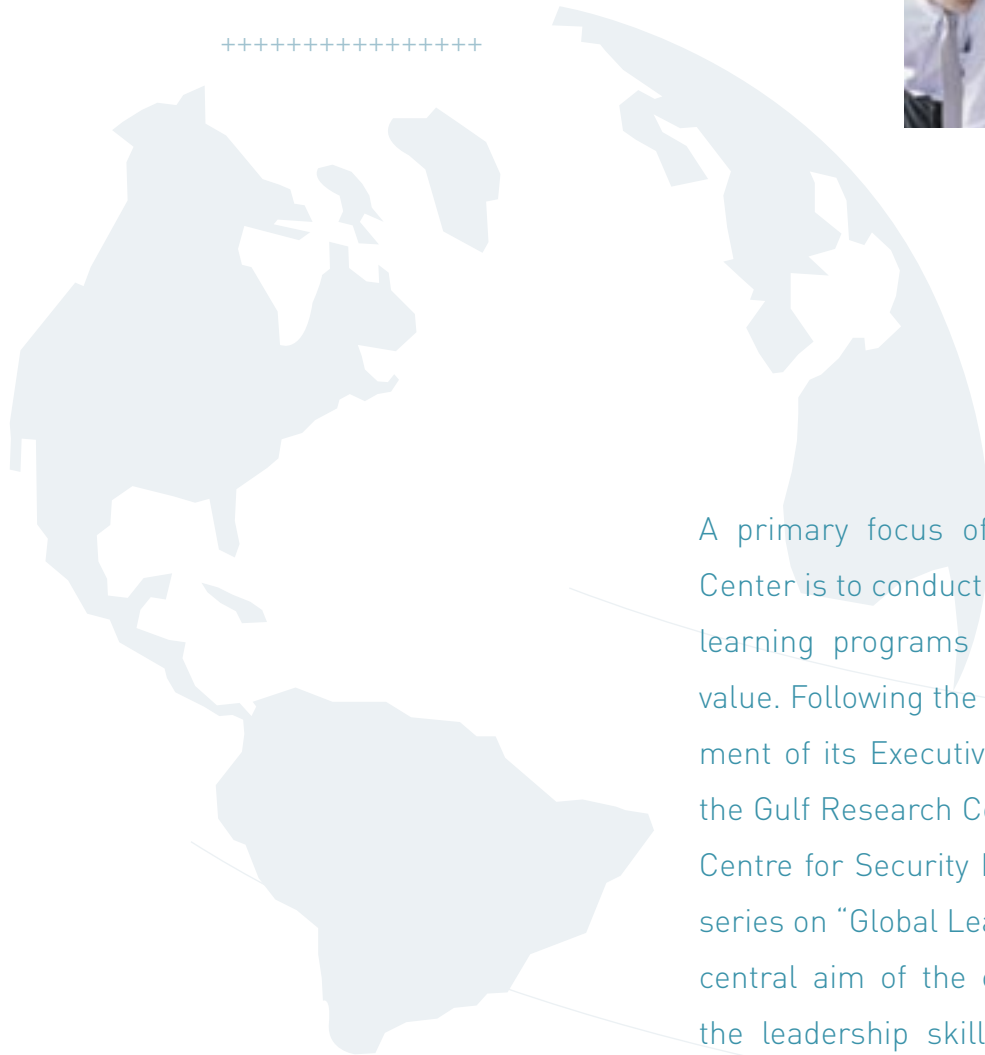 ++++++++++++++++
A primary focus of
Center is to conduct
learning programs
value. Following the
ment of its Executiv
the Gulf Research C
Centre for Security
series on “Global Lea
central aim of the
the leadership skill